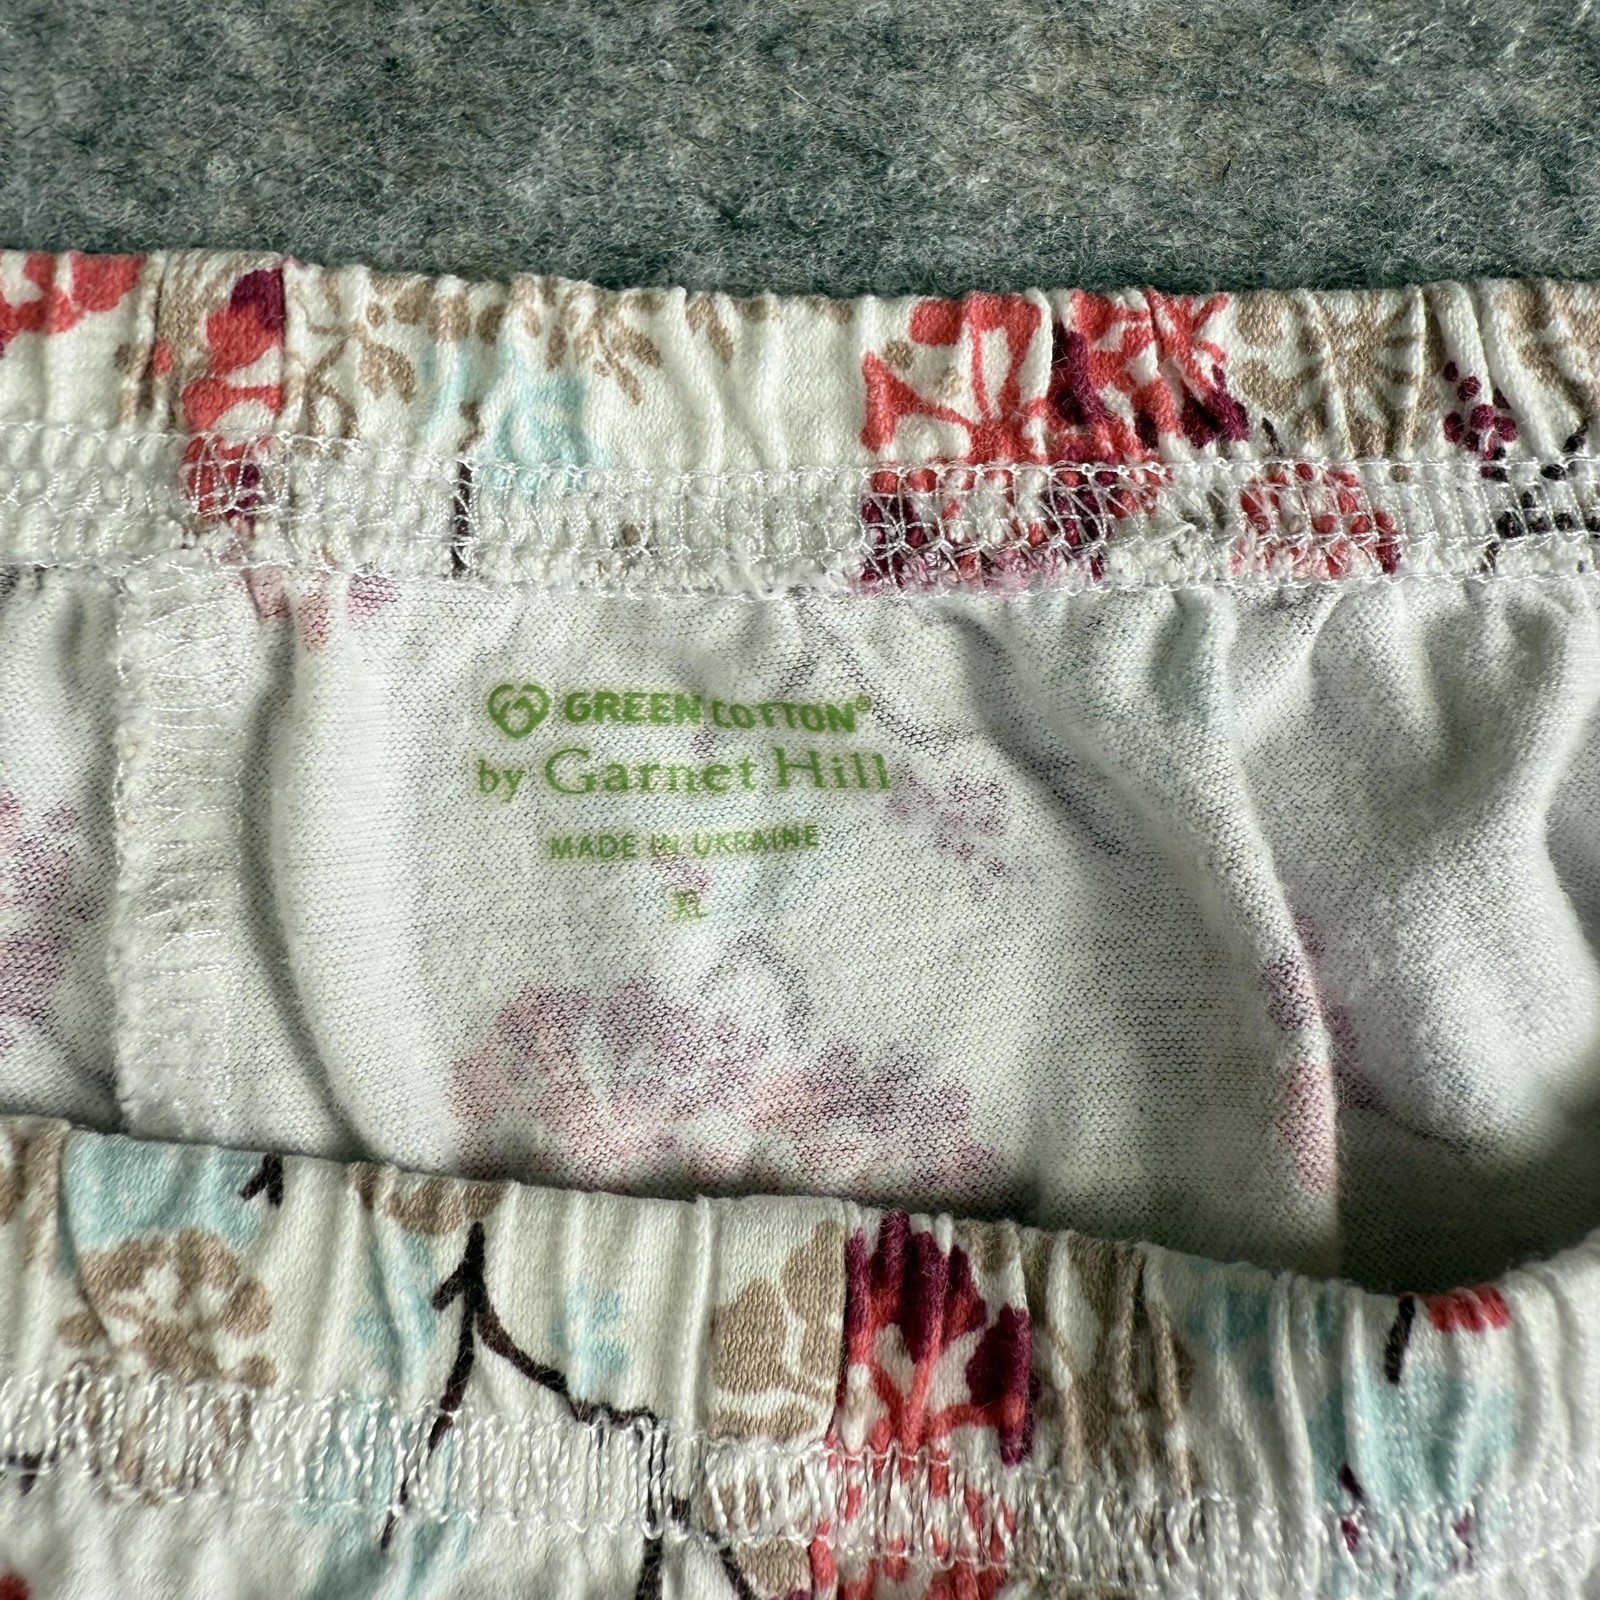 GREEN COTTON®
by Garnet Hill
MADE IN UKRAINE
XL